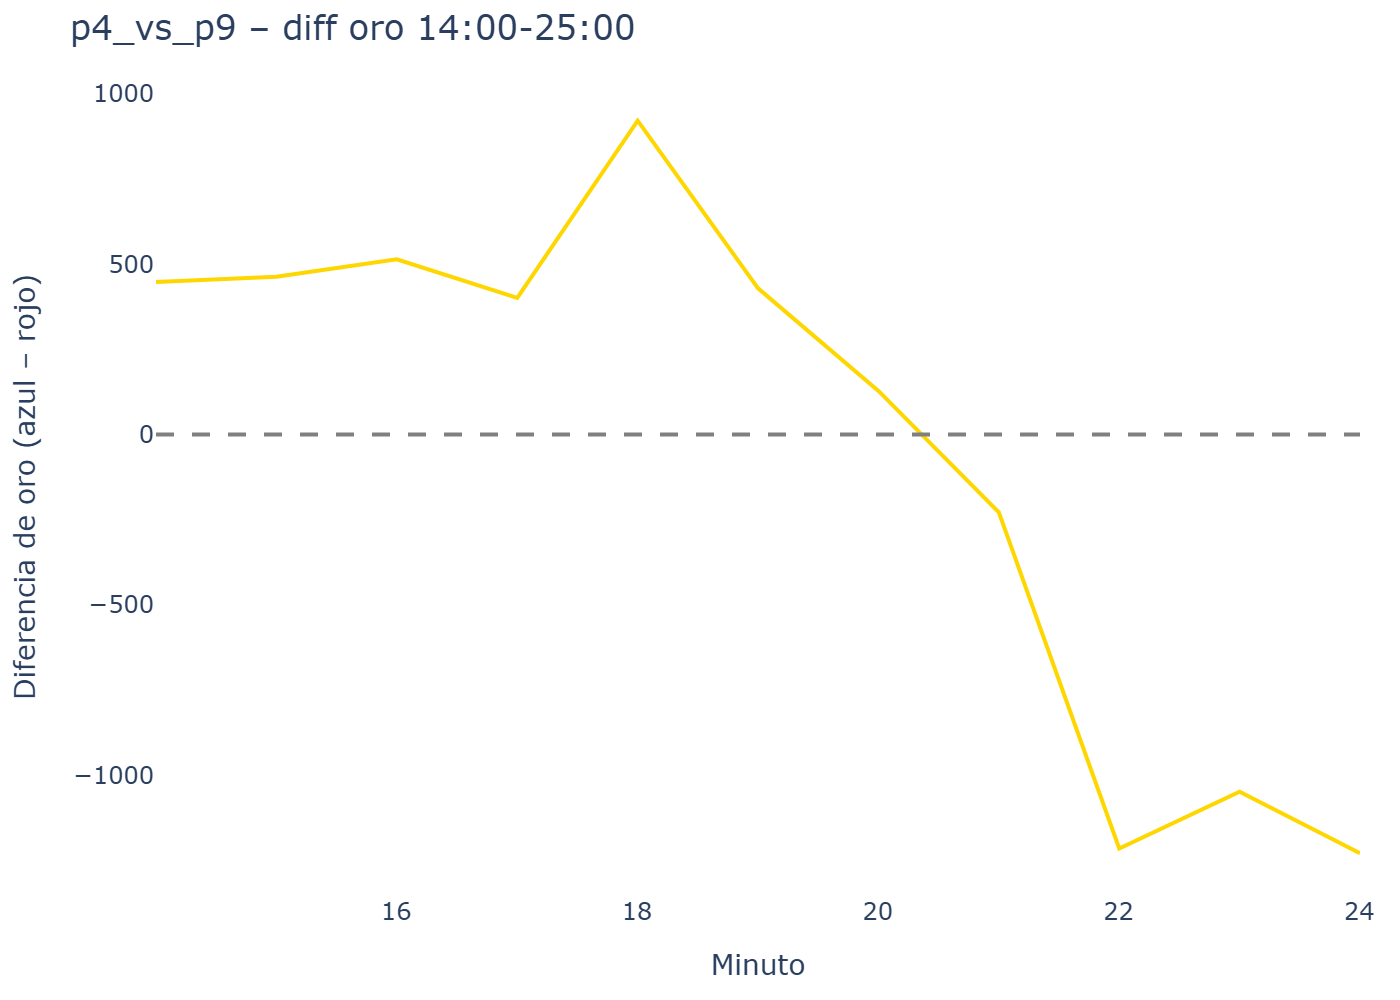 p4_vs_p9 – diff oro 14:00-25:00
1000
500
0
−500
−1000
Diferencia de oro (azul – rojo)
16 18 20 22 24
Minuto